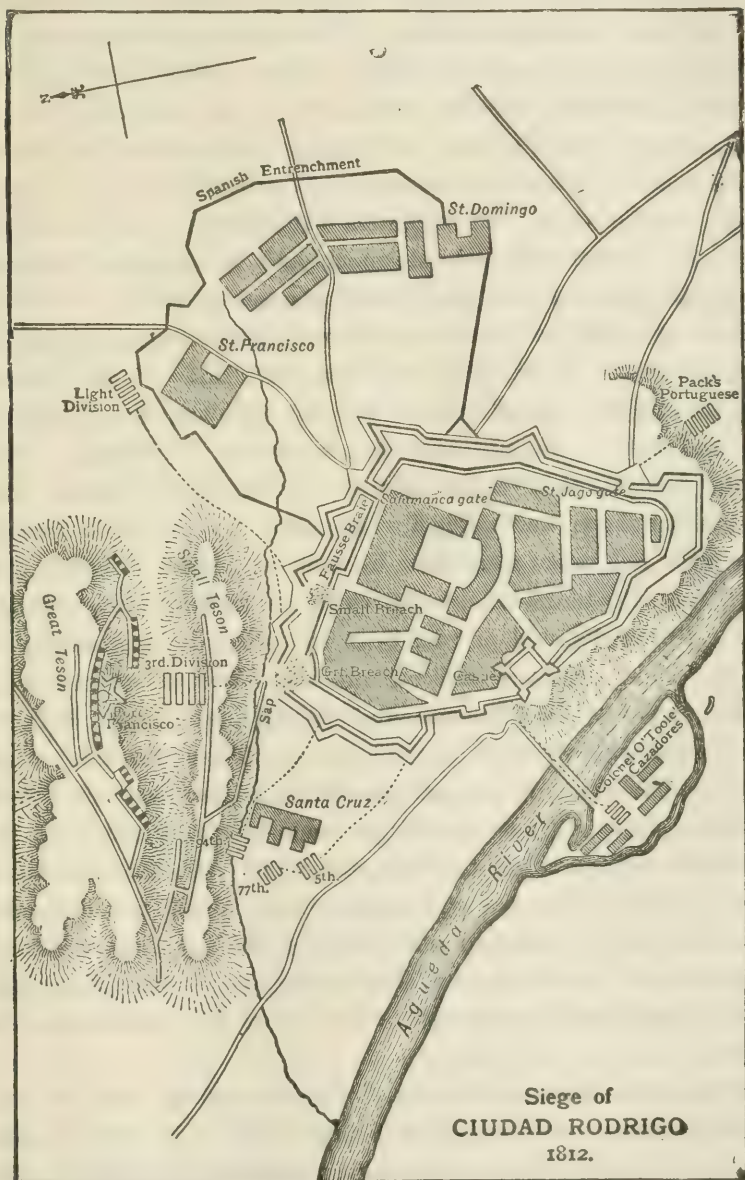 N
Spanish Entrenchment
St. Domingo
St. Francisco
Light
Division
Pack's
Portuguese
Salamanca gate
St. Jago gate
Fausse Braie
Small Teson
Great Teson
Small Breach
3rd. Division
Grt. Breach
Castle
Fort
Francisco
Sap
Colonel O'Toole
Cazadores
Santa Cruz
94th.
77th.
5th.
Agueda River
Siege of
CIUDAD RODRIGO
1812.